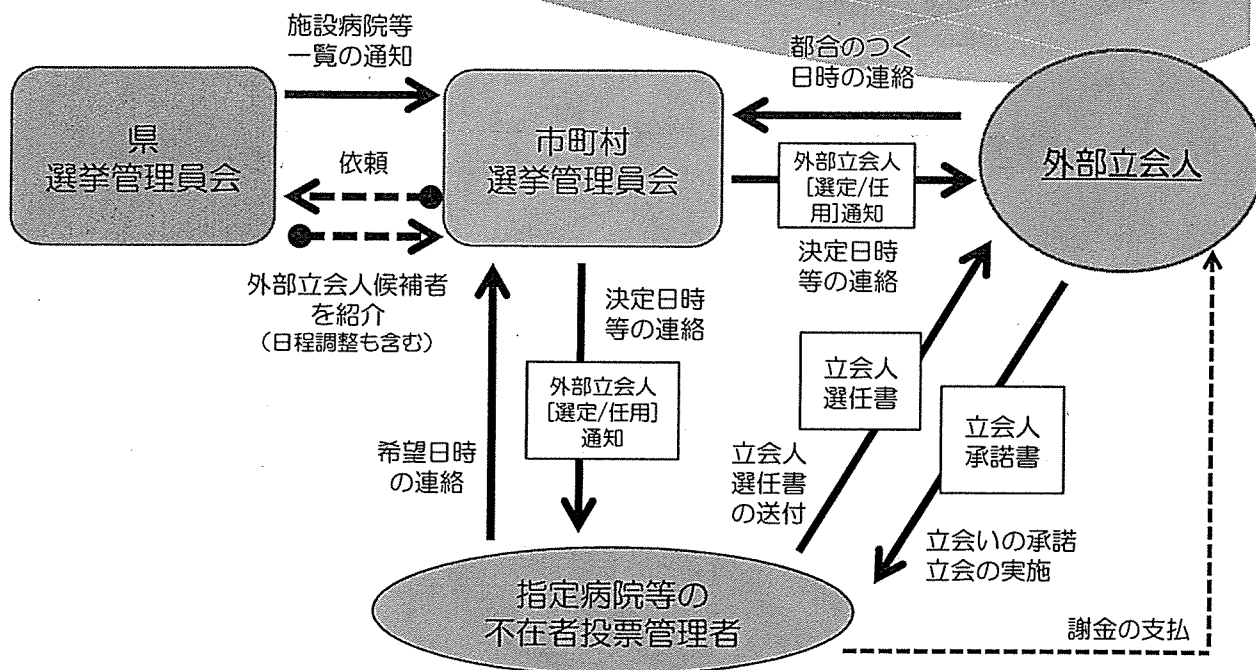 施設病院等
一覧の通知
県
選挙管理員会
依頼
外部立会人候補者
を紹介
(日程調整も含む)
市町村
選挙管理員会
都合のつく
日時の連絡
外部立会人
[選定/任
用]通知
決定日時
等の連絡
外部立会人
希望日時
の連絡
決定日時
等の連絡
外部立会人
[選定/任用]
通知
立会人
選任書
立会人
選任書
の送付
立会人
承諾書
立会いの承諾
立会の実施
指定病院等の
不在者投票管理者
謝金の支払